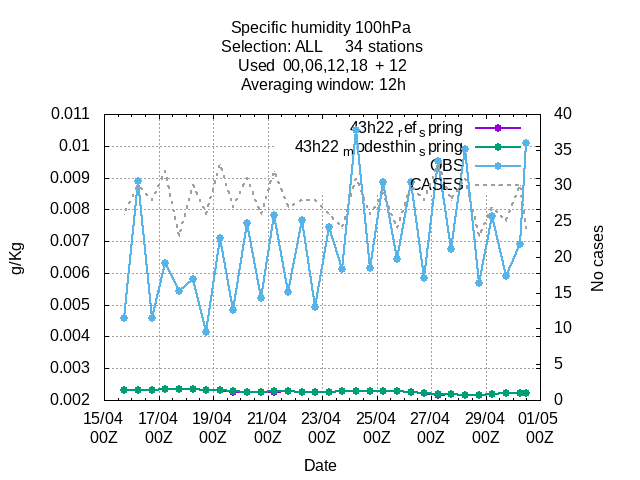 Specific humidity 100hPa
Selection: ALL 34 stations
Used 00,06,12,18 + 12
Averaging window: 12h
43h22_ref_spring
43h22_modesthin_spring
OBS
CASES
0.011
0.01
0.009
0.008
0.007
0.006
0.005
0.004
0.003
0.002
g/Kg
40
35
30
25
20
15
10
5
0
No cases
15/04 17/04 19/04 21/04 23/04 25/04 27/04 29/04 01/05
00Z 00Z 00Z 00Z 00Z 00Z 00Z 00Z 00Z
Date